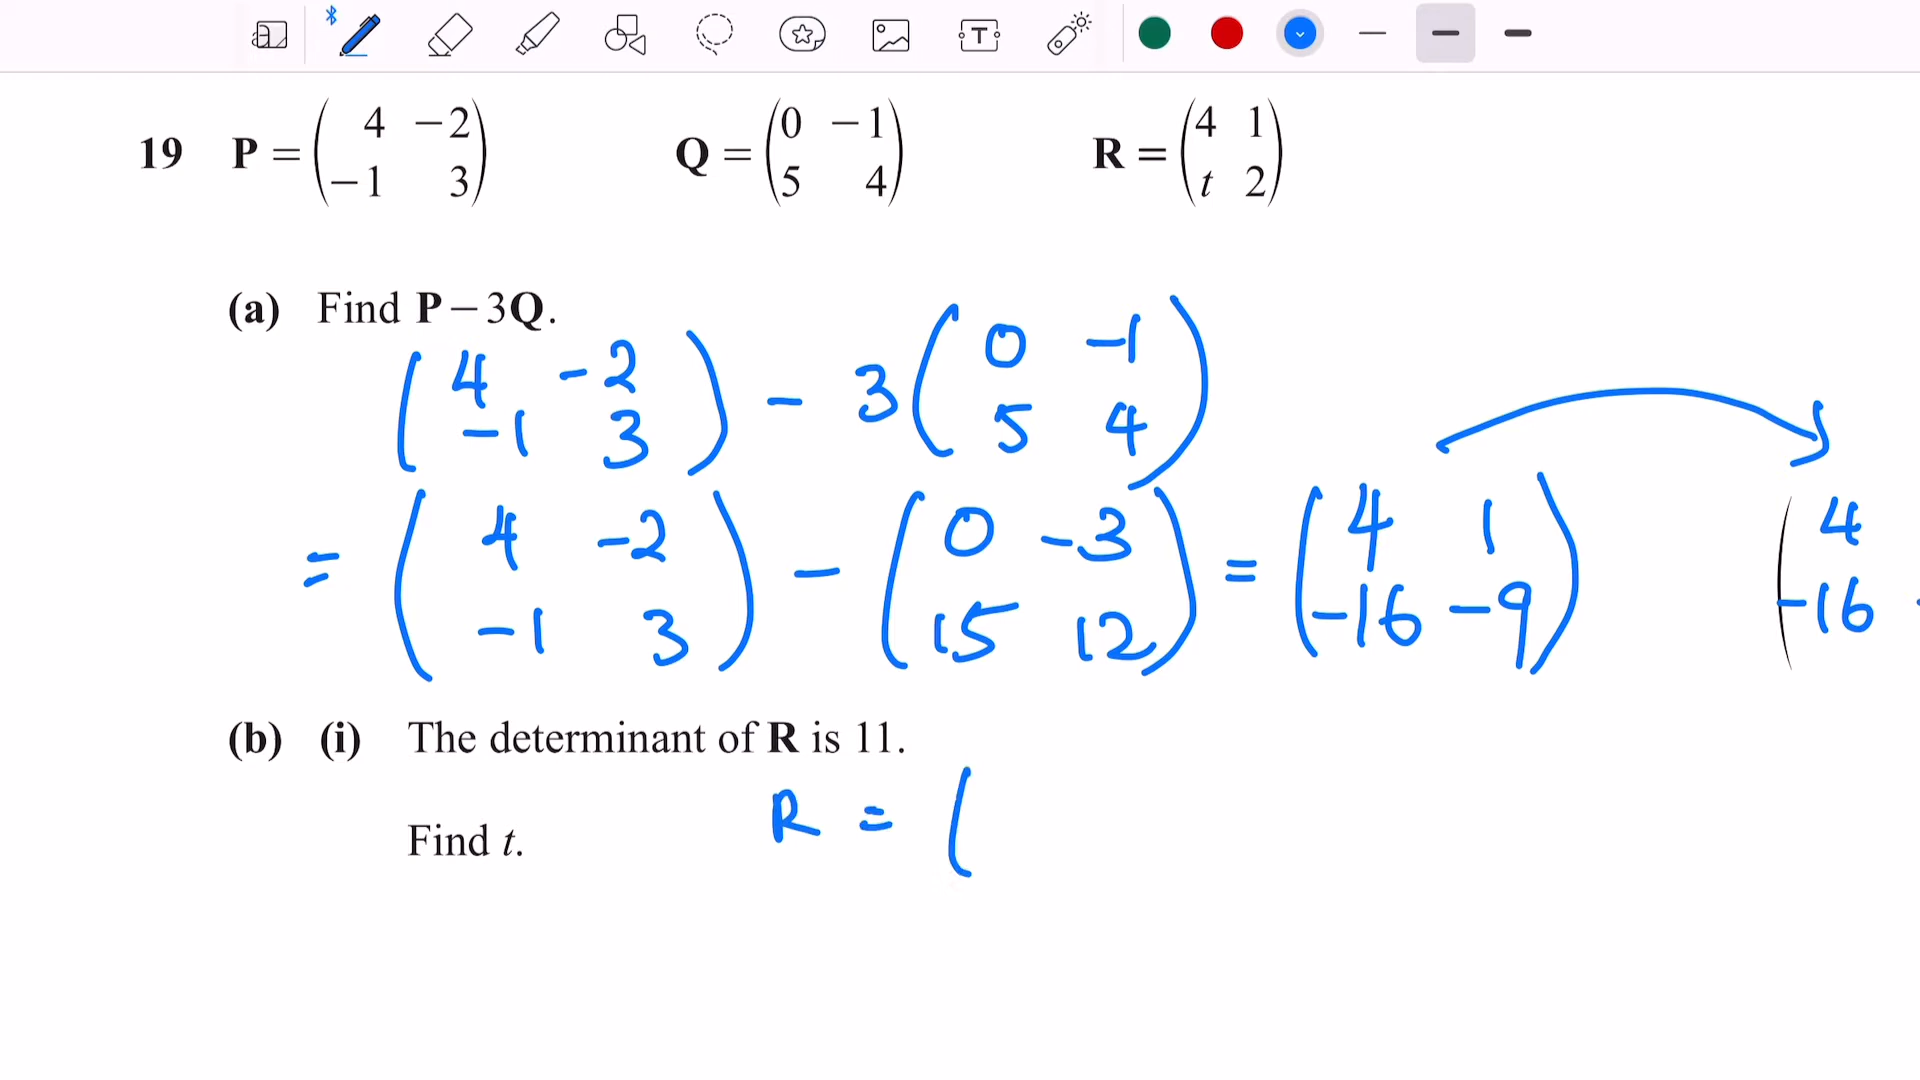 19 P = ( 4 −2 Q = ( 0 −1 R = ( 4 1
−1 3 ) 5 4 ) t 2 )
(a) Find P − 3Q.
( 4 −2 ) − 3 ( 0 −1 )
−1 3 5 4
= ( 4 −2 ) − ( 0 −3 ) = ( 4 1 ) ( 4
−1 3 15 12 −16 −9 −16
(b) (i) The determinant of R is 11.
R = (
Find t.